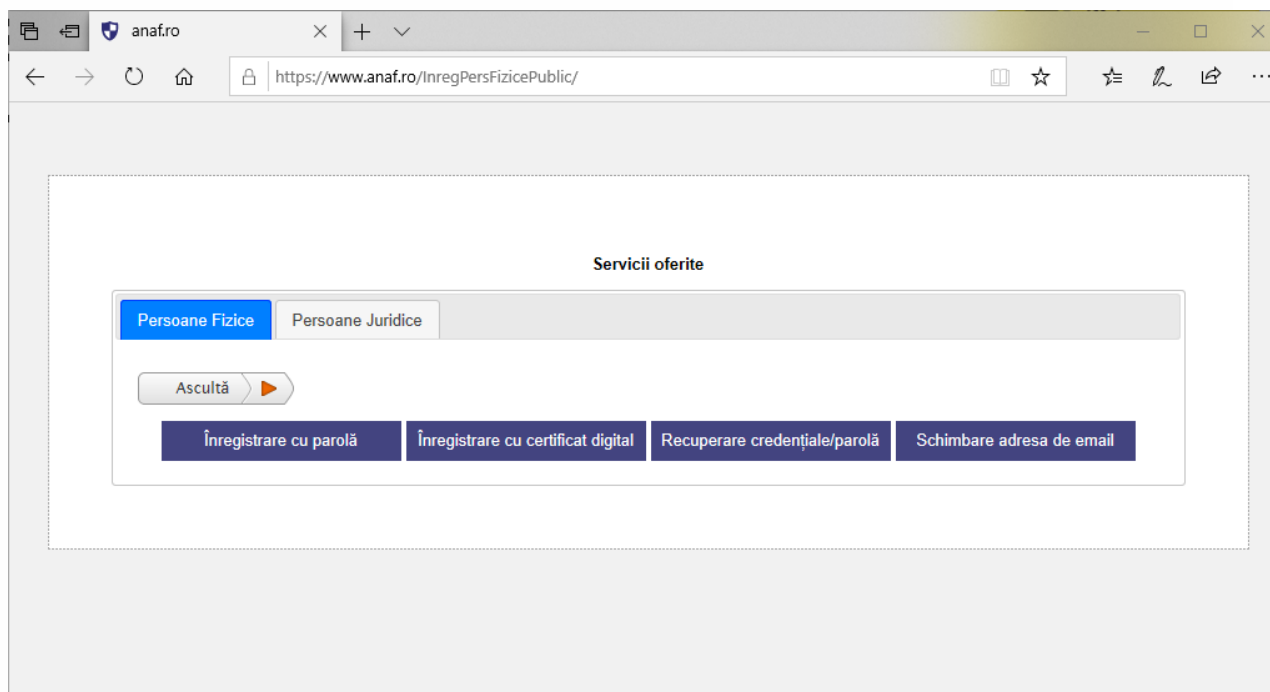 anaf.ro
https://www.anaf.ro/InregPersFizicePublic/
Servicii oferite
Persoane Fizice Persoane Juridice
Ascultă
Înregistrare cu parolă Înregistrare cu certificat digital Recuperare credențiale/parolă Schimbare adresa de email